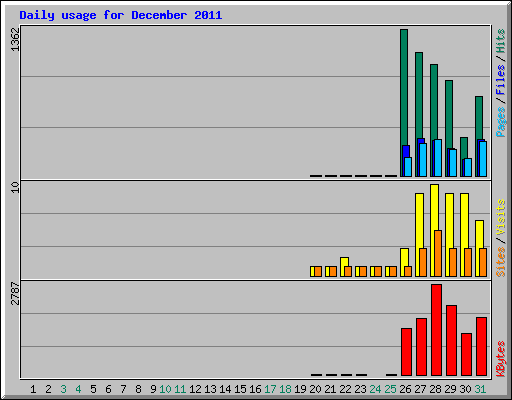 Daily usage for December 2011
1362
10
2787
Pages / Files / Hits
Sites / Visits
KBytes
1 2 3 4 5 6 7 8 9 10 11 12 13 14 15 16 17 18 19 20 21 22 23 24 25 26 27 28 29 30 31